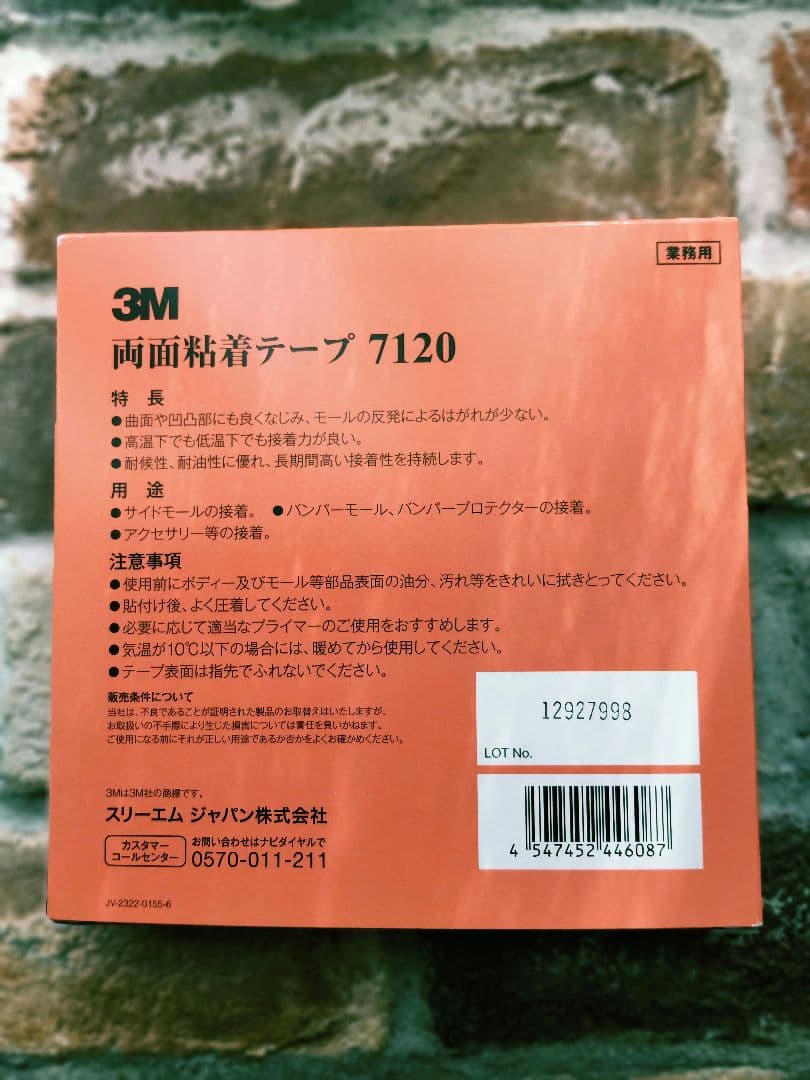 業務用
3M
両面粘着テープ 7120
特 長
●曲面や凹凸部にも良くなじみ、モールの反発によるはがれが少ない。
●高温下でも低温下でも接着力が良い。
●耐候性、耐油性に優れ、長期間高い接着性を持続します。
用 途
●サイドモールの接着。 ●バンパーモール、バンパープロテクターの接着。
●アクセサリー等の接着。
注意事項
●使用前にボディー及びモール等部品表面の油分、汚れ等をきれいに拭きとってください。
●貼付け後、よく圧着してください。
●必要に応じて適当なプライマーのご使用をおすすめします。
●気温が10℃以下の場合には、暖めてから使用してください。
●テープ表面は指先でふれないでください。
販売条件について
当社は、不良であることが証明された製品のお取替えはいたしますが、
お取扱いの不手際により生じた損害については責任を負いかねます。
ご使用になる前にそれが正しい用途であるか否かをよくお確かめください。
12927998
LOT No.
3Mは3M社の商標です。
スリーエム ジャパン株式会社
カスタマー
コールセンター
お問い合わせはナビダイヤルで
0570-011-211
4 547452 446087
JV-2322-0155-6